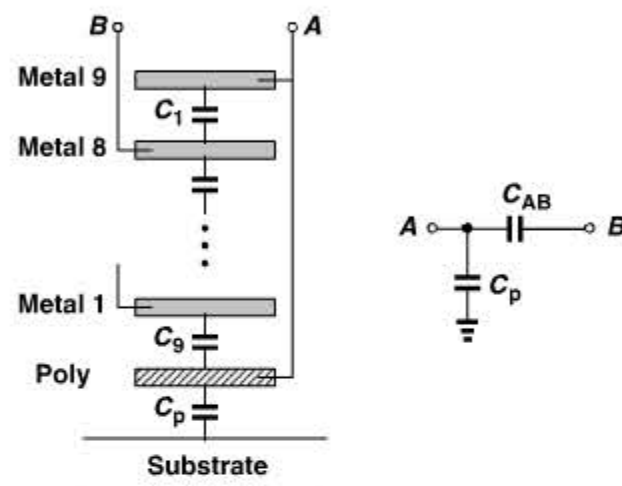 B
A
Metal 9
C1
Metal 8
CAB
A
B
Cp
Metal 1
C9
Poly
Cp
Substrate